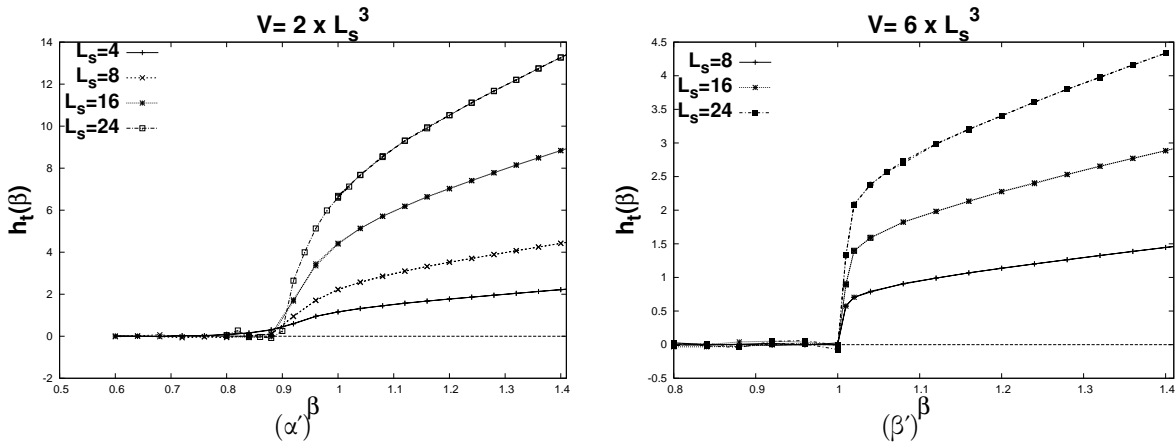 V= 2 x L_s^3
14
12
10
8
6
4
2
0
-2
h_t(β)
L_s=4
L_s=8
L_s=16
L_s=24
0.5 0.6 0.7 0.8 0.9 1 1.1 1.2 1.3 1.4
β
(α′)
V= 6 x L_s^3
4.5
4
3.5
3
2.5
2
1.5
1
0.5
0
-0.5
h_t(β)
L_s=8
L_s=16
L_s=24
0.8 0.9 1 1.1 1.2 1.3 1.4
β
(β′)